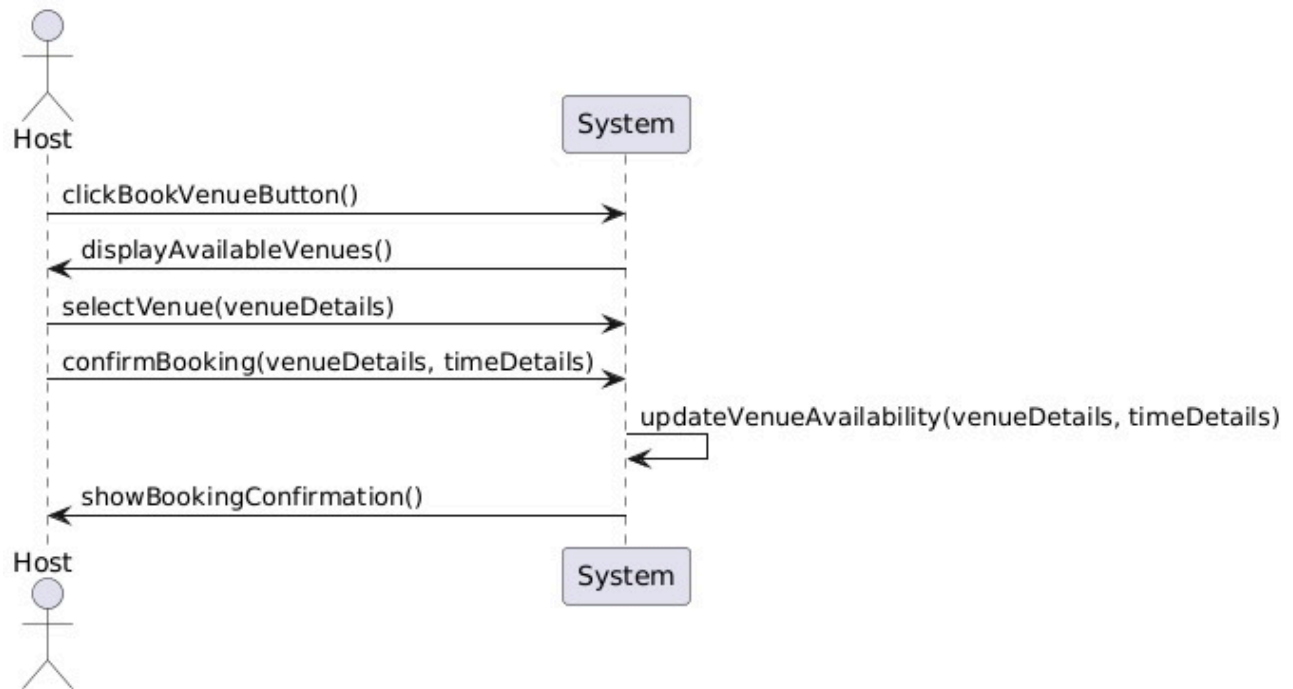 Host
System
clickBookVenueButton()
displayAvailableVenues()
selectVenue(venueDetails)
confirmBooking(venueDetails, timeDetails)
updateVenueAvailability(venueDetails, timeDetails)
showBookingConfirmation()
Host
System